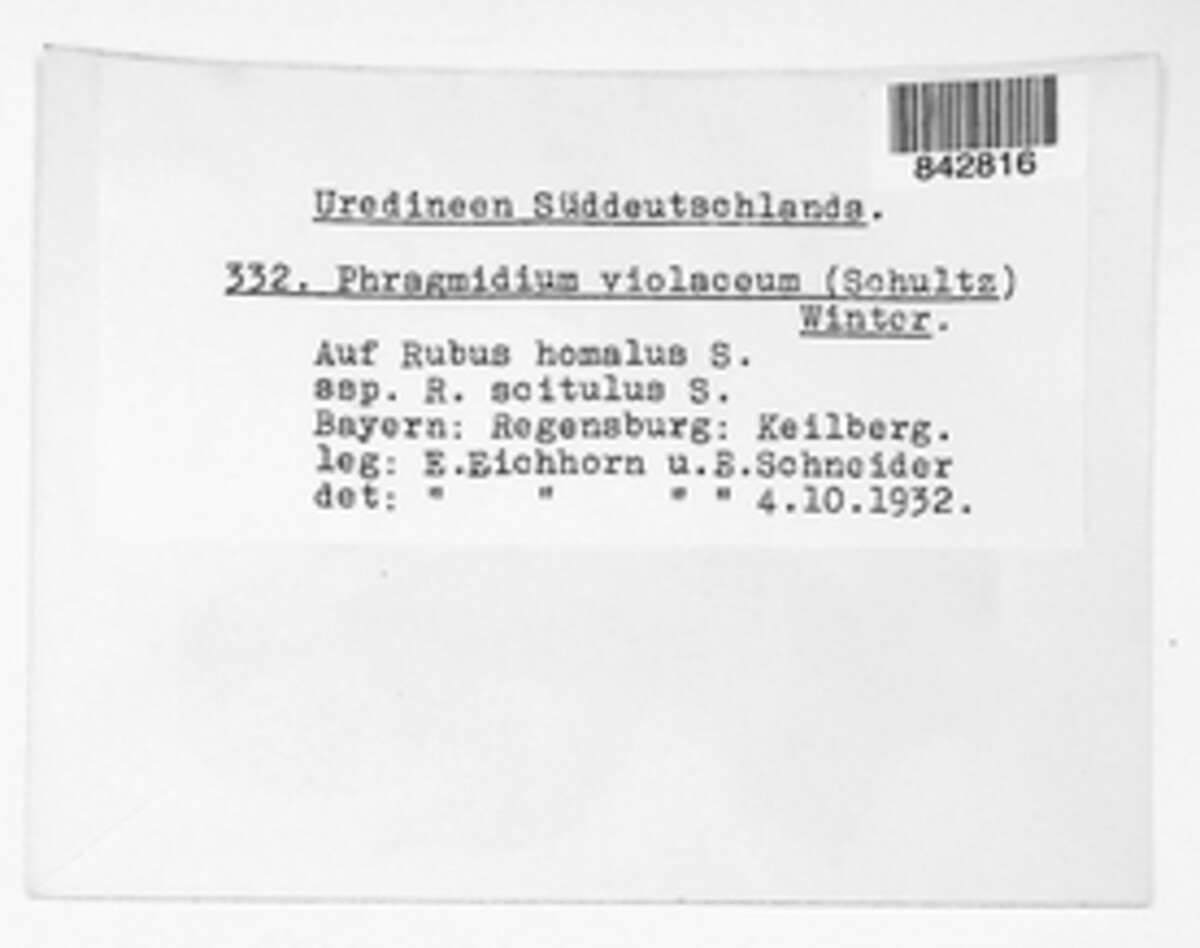 842816
Uredineen Süddeutschlands.
332. Phragmidium violaceum (Schultz)
Winter.
Auf Rubus homalus S.
ssp. R. scitulus S.
Bayern: Regensburg: Keilberg.
leg: E.Eichhorn u.E.Schneider
det: " " " " 4.10.1932.